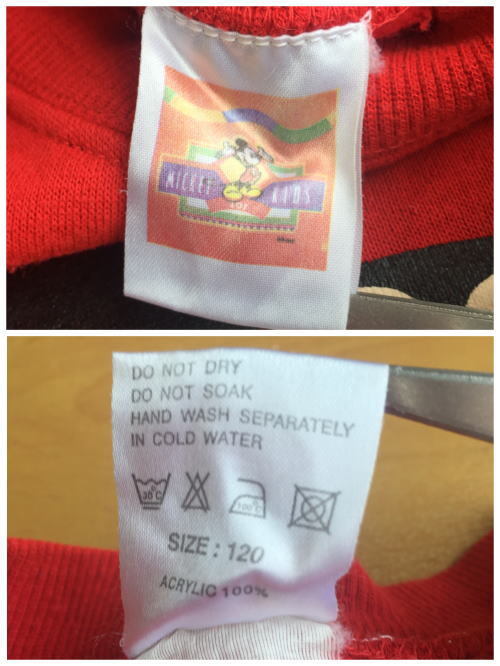 MICKEY
FOR
KIDS
DO NOT DRY
DO NOT SOAK
HAND WASH SEPARATELY
IN COLD WATER
30°C
100°C
SIZE : 120
ACRYLIC 100%